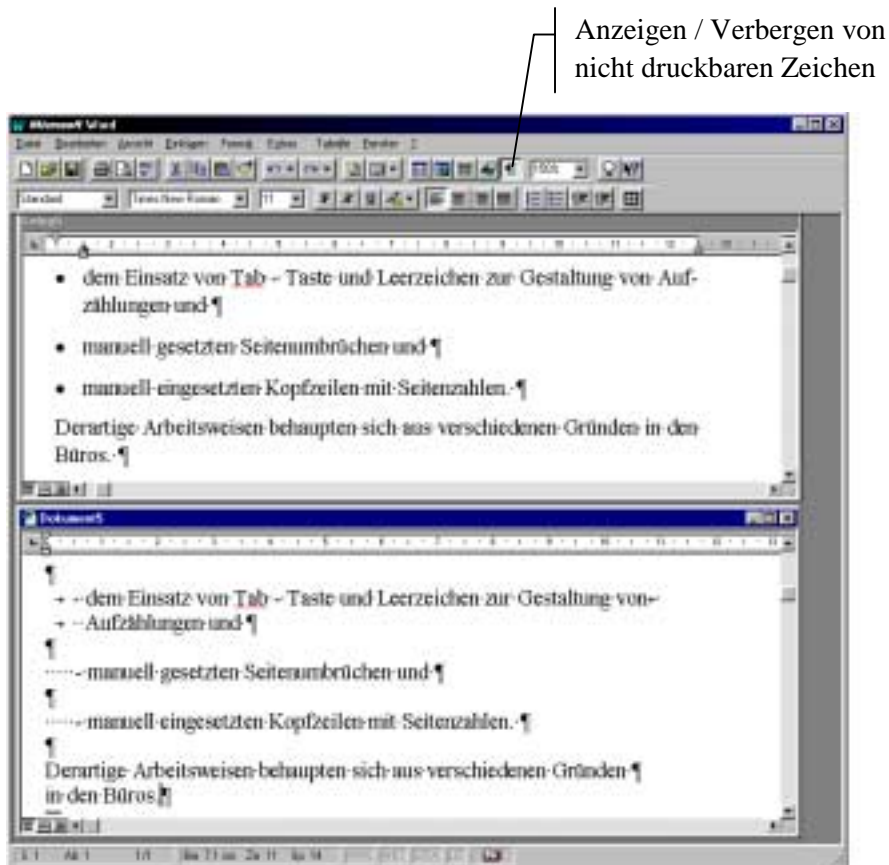 Anzeigen / Verbergen von
nicht druckbaren Zeichen
Microsoft Word
Datei Bearbeiten Ansicht Einfügen Format Extras Tabelle Fenster ?
100%
Standard Times New Roman 11 F K U
• dem Einsatz von Tab – Taste und Leerzeichen zur Gestaltung von Auf-
zählungen und ¶
• manuell gesetzten Seitenumbrüchen und ¶
• manuell eingesetzten Kopfzeilen mit Seitenzahlen. ¶
Derartige Arbeitsweisen behaupten sich aus verschiedenen Gründen in den
Büros. ¶
Dokument5
¶
→ - dem Einsatz von Tab – Taste und Leerzeichen zur Gestaltung von↵
→ Aufzählungen und ¶
¶
·····- manuell gesetzten Seitenumbrüchen und ¶
¶
·····- manuell eingesetzten Kopfzeilen mit Seitenzahlen. ¶
¶
Derartige Arbeitsweisen behaupten sich aus verschiedenen Gründen ¶
in den Büros.¶
1/1